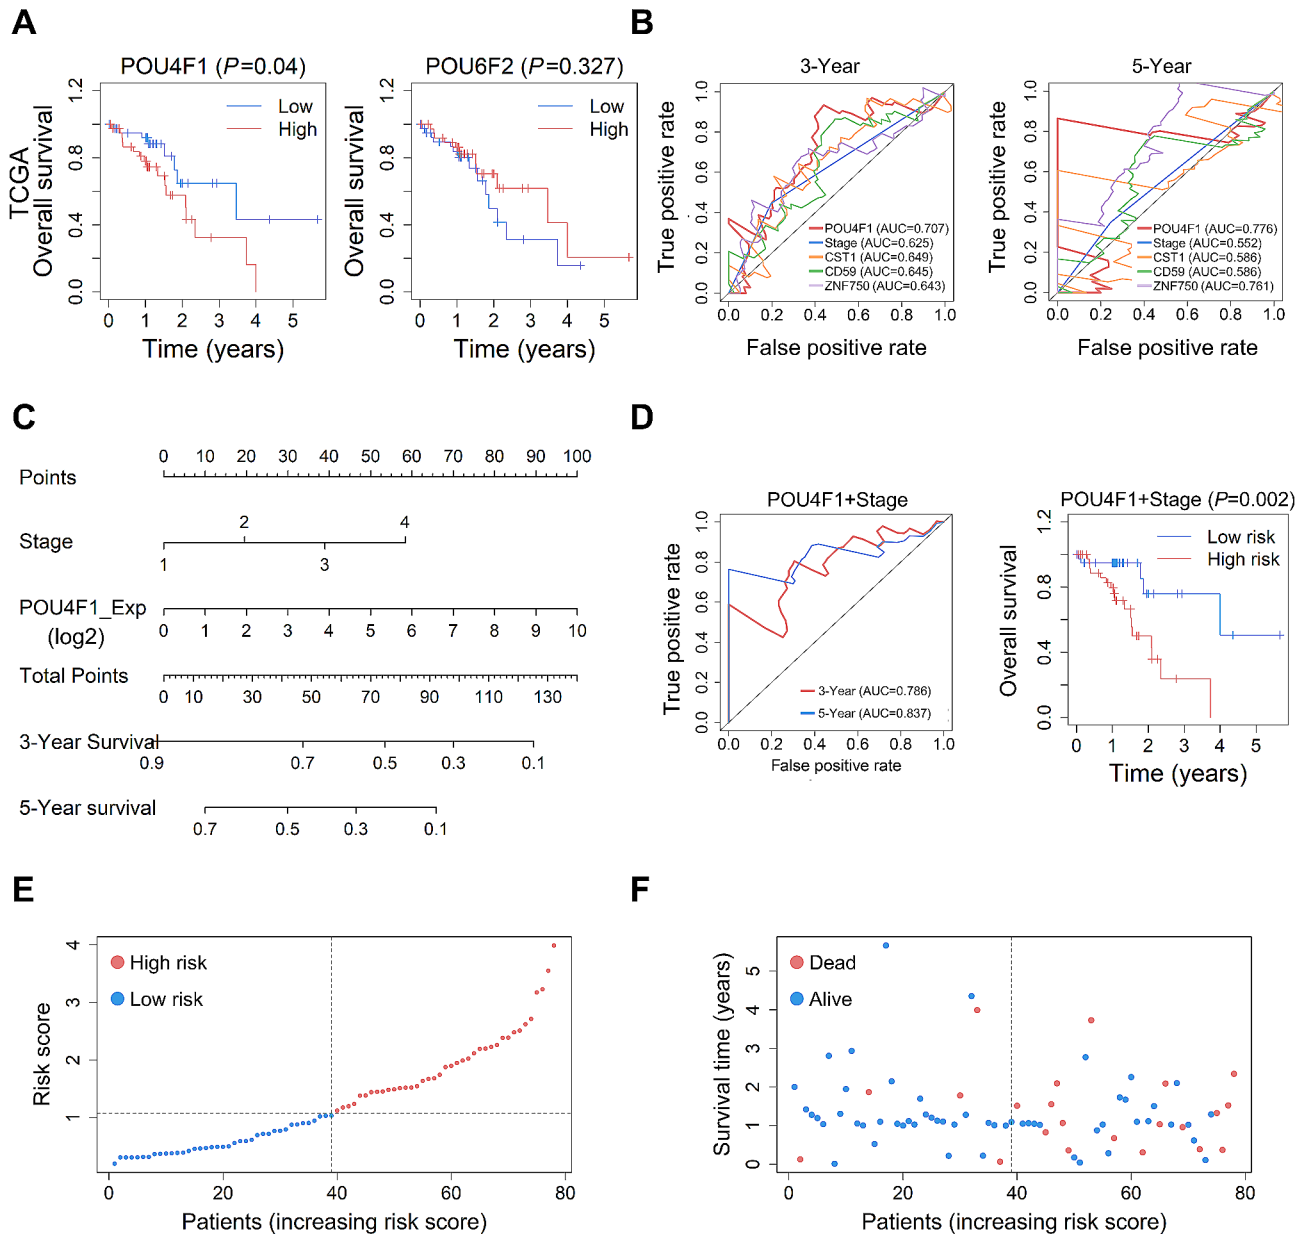 A
POU4F1 (P=0.04)
TCGA
Overall survival
1.2
0.8
0.4
0.0
Low
High
0 1 2 3 4 5
Time (years)
POU6F2 (P=0.327)
Overall survival
1.2
0.8
0.4
0.0
Low
High
0 1 2 3 4 5
Time (years)
B
3-Year
True positive rate
1.0
0.8
0.6
0.4
0.2
0.0
POU4F1 (AUC=0.707)
Stage (AUC=0.625)
CST1 (AUC=0.649)
CD59 (AUC=0.645)
ZNF750 (AUC=0.643)
0.0 0.2 0.4 0.6 0.8 1.0
False positive rate
5-Year
True positive rate
1.0
0.8
0.6
0.4
0.2
0.0
POU4F1 (AUC=0.776)
Stage (AUC=0.552)
CST1 (AUC=0.586)
CD59 (AUC=0.586)
ZNF750 (AUC=0.761)
0.0 0.2 0.4 0.6 0.8 1.0
False positive rate
C
0 10 20 30 40 50 60 70 80 90 100
Points
2 4
Stage
1 3
POU4F1_Exp
(log2)
0 1 2 3 4 5 6 7 8 9 10
Total Points
0 10 30 50 70 90 110 130
3-Year Survival
0.9 0.7 0.5 0.3 0.1
5-Year survival
0.7 0.5 0.3 0.1
D
POU4F1+Stage
True positive rate
1.0
0.8
0.6
0.4
0.2
0.0
3-Year (AUC=0.786)
5-Year (AUC=0.837)
0.0 0.2 0.4 0.6 0.8 1.0
False positive rate
POU4F1+Stage (P=0.002)
Overall survival
1.2
0.8
0.4
0.0
Low risk
High risk
0 1 2 3 4 5
Time (years)
E
Risk score
4
3
2
1
High risk
Low risk
0 20 40 60 80
Patients (increasing risk score)
F
Survival time (years)
5
4
3
2
1
0
Dead
Alive
0 20 40 60 80
Patients (increasing risk score)